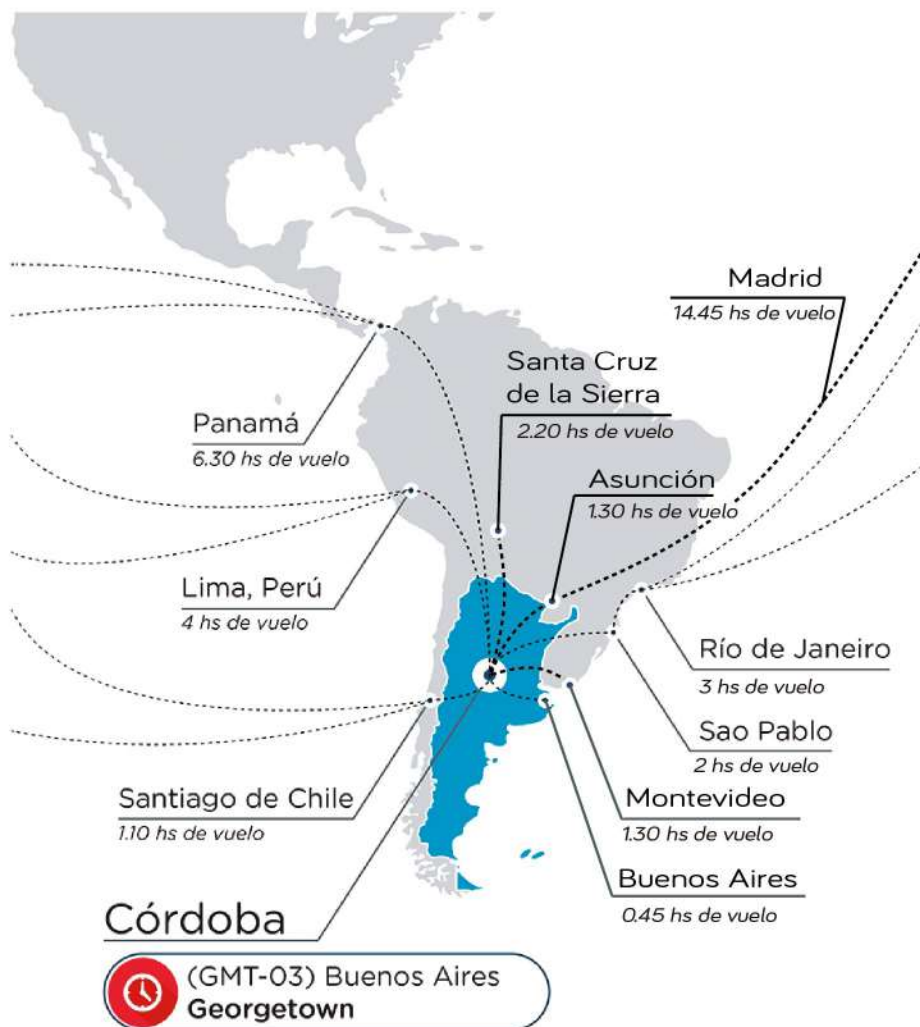 Madrid
14.45 hs de vuelo
Santa Cruz
de la Sierra
2.20 hs de vuelo
Panamá
6.30 hs de vuelo
Asunción
1.30 hs de vuelo
Lima, Perú
4 hs de vuelo
Río de Janeiro
3 hs de vuelo
Sao Pablo
2 hs de vuelo
Santiago de Chile
1.10 hs de vuelo
Montevideo
1.30 hs de vuelo
Buenos Aires
0.45 hs de vuelo
Córdoba
(GMT-03) Buenos Aires
Georgetown